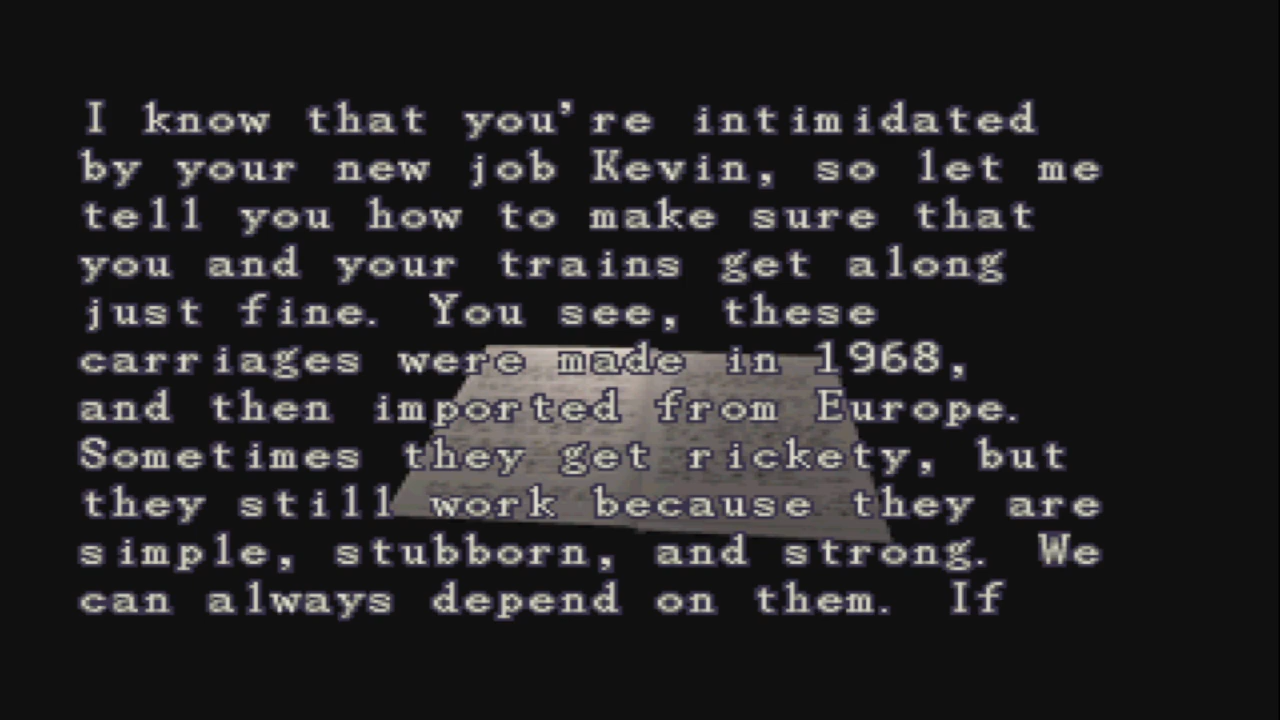 I know that you're intimidated
by your new job Kevin, so let me
tell you how to make sure that
you and your trains get along
just fine. You see, these
carriages were made in 1968,
and then imported from Europe.
Sometimes they get rickety, but
they still work because they are
simple, stubborn, and strong. We
can always depend on them. If